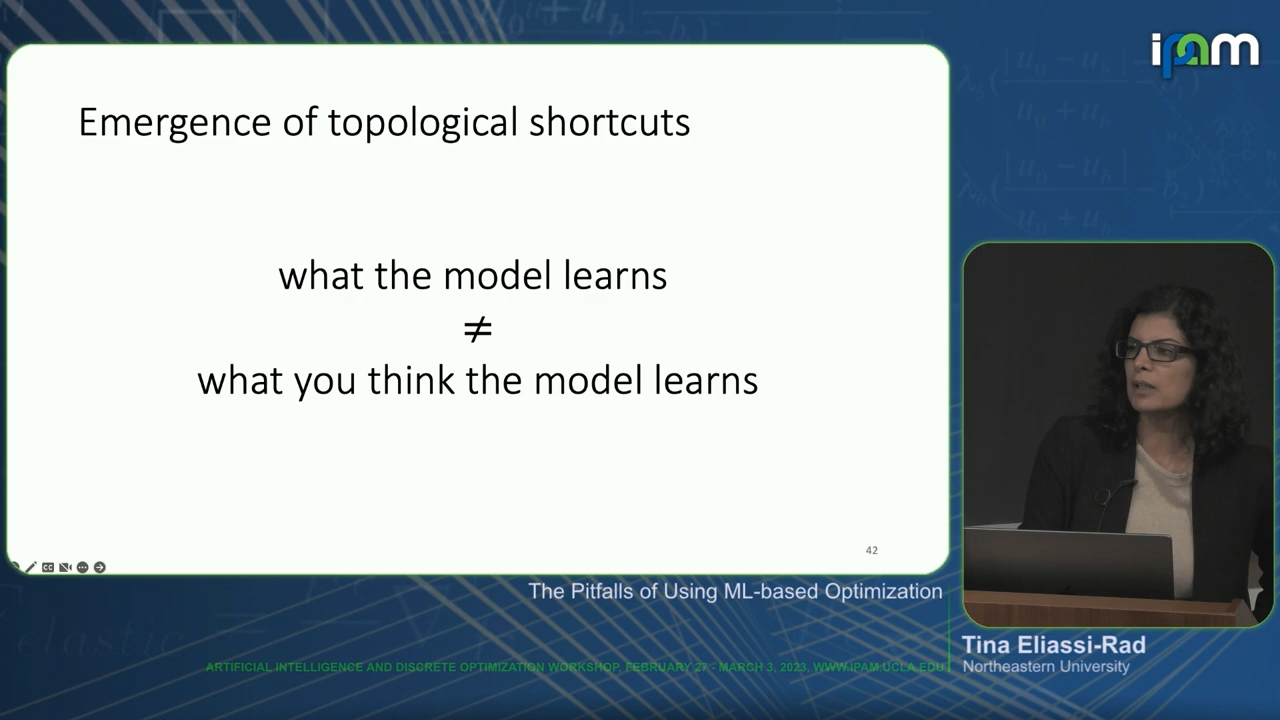 ipam
Emergence of topological shortcuts
what the model learns
≠
what you think the model learns
42
The Pitfalls of Using ML-based Optimization
Tina Eliassi-Rad
Northeastern University
ARTIFICIAL INTELLIGENCE AND DISCRETE OPTIMIZATION WORKSHOP, FEBRUARY 27 - MARCH 3, 2023, WWW.IPAM.UCLA.EDU
elastic